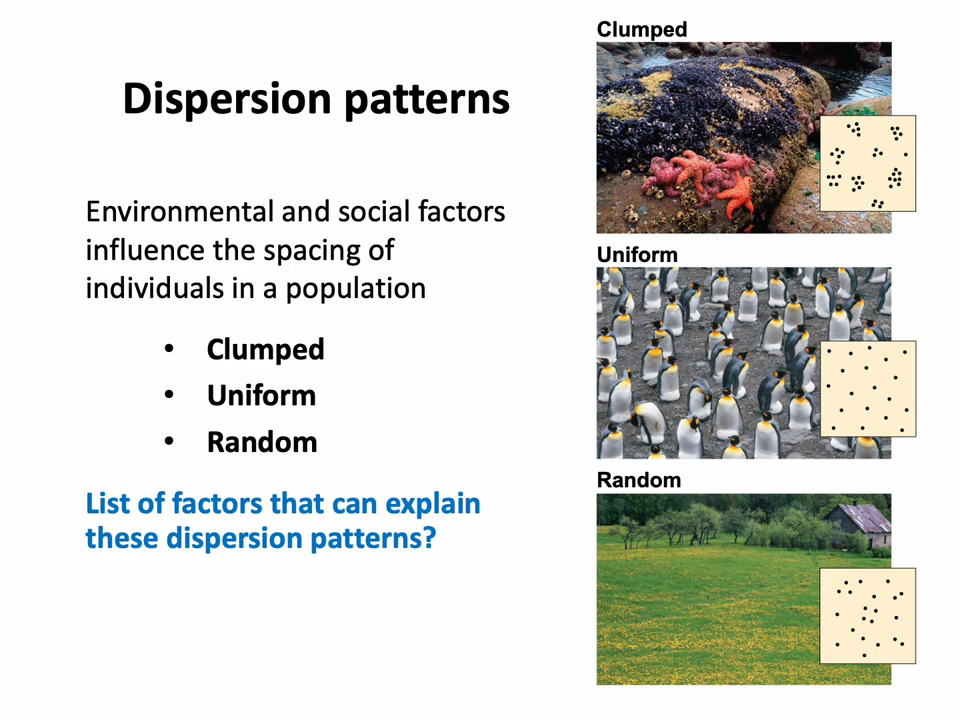 Dispersion patterns
Environmental and social factors
influence the spacing of
individuals in a population
• Clumped
• Uniform
• Random
List of factors that can explain
these dispersion patterns?
Clumped
Uniform
Random